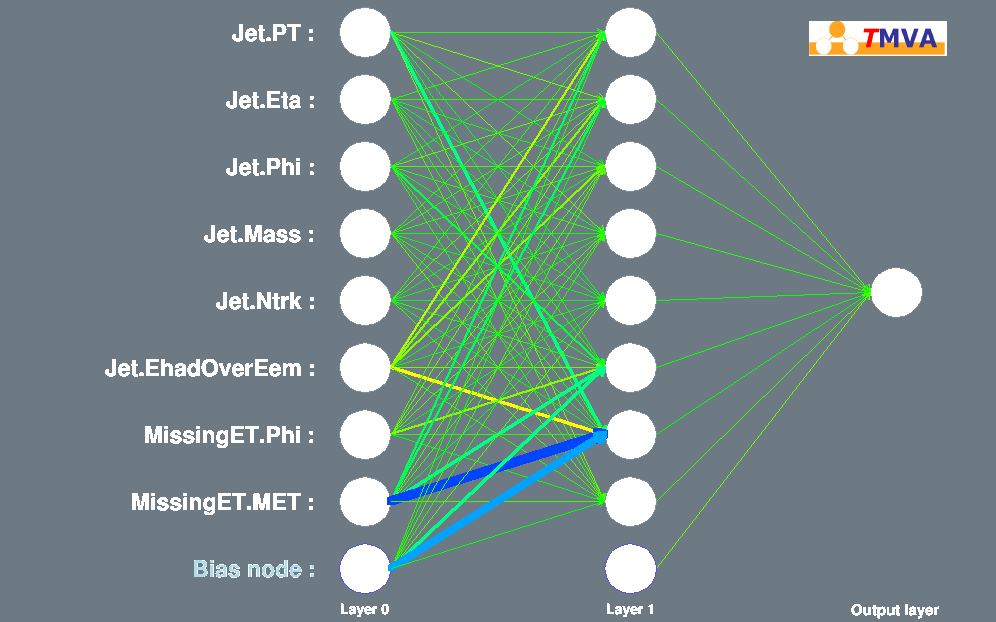 Jet.PT :
TMVA
Jet.Eta :
Jet.Phi :
Jet.Mass :
Jet.Ntrk :
Jet.EhadOverEem :
MissingET.Phi :
MissingET.MET :
Bias node :
Layer 0
Layer 1
Output layer